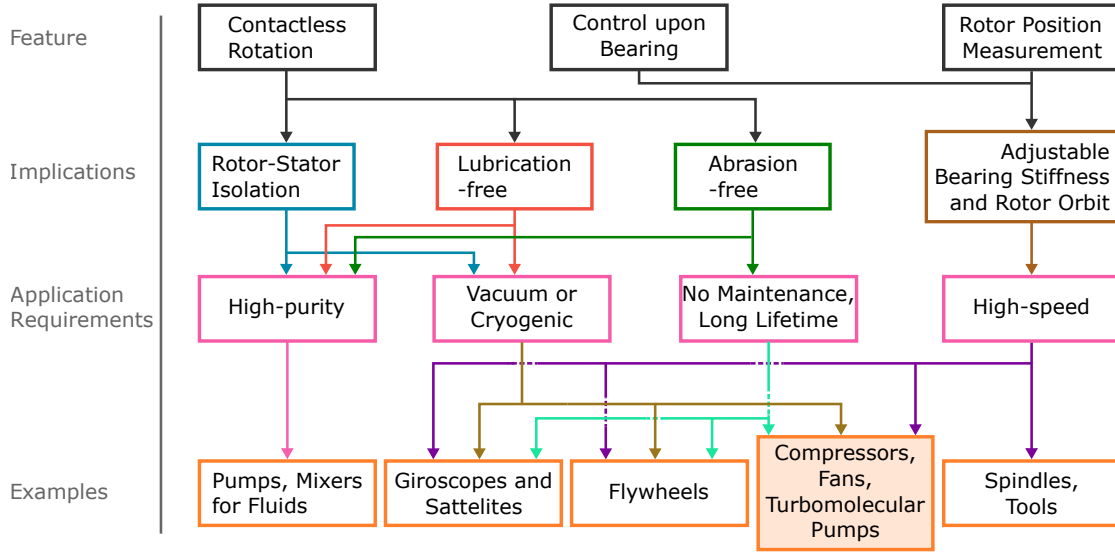 Feature
Contactless
Rotation
Control upon
Bearing
Rotor Position
Measurement
Implications
Rotor-Stator
Isolation
Lubrication
-free
Abrasion
-free
Adjustable
Bearing Stiffness
and Rotor Orbit
Application
Requirements
High-purity
Vacuum or
Cryogenic
No Maintenance,
Long Lifetime
High-speed
Examples
Pumps, Mixers
for Fluids
Giroscopes and
Sattelites
Flywheels
Compressors,
Fans,
Turbomolecular
Pumps
Spindles,
Tools